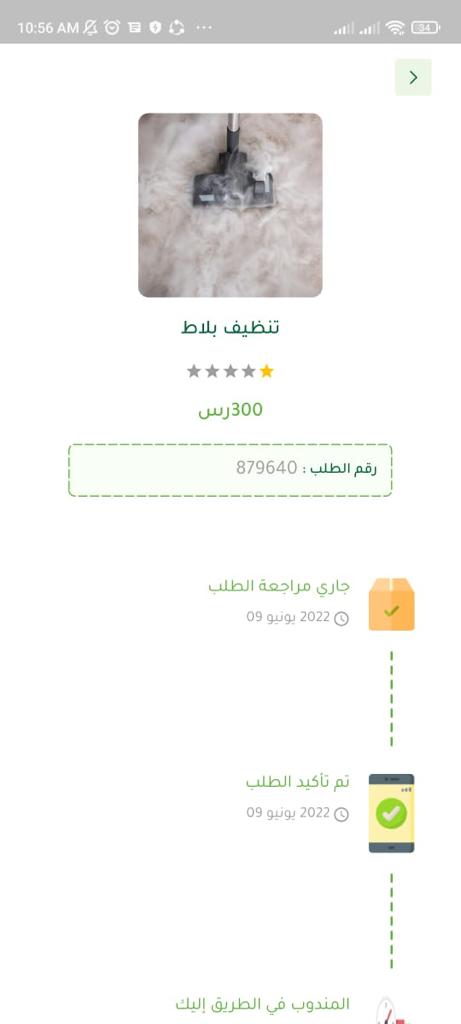 10:56 AM
34
تنظيف بلاط
300رس
رقم الطلب : 879640
جاري مراجعة الطلب
09 يونيو 2022
تم تأكيد الطلب
09 يونيو 2022
المندوب في الطريق إليك